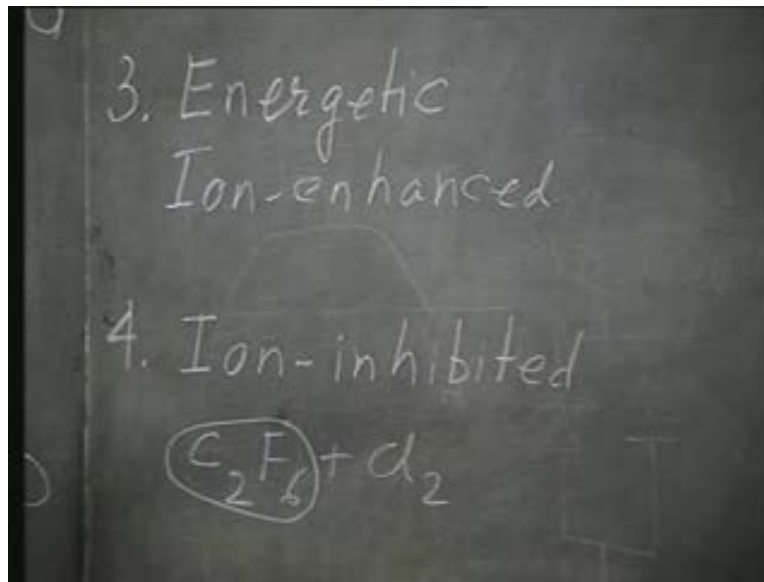 3. Energetic
Ion-enhanced
4. Ion-inhibited
C₂F₆ + Cl₂